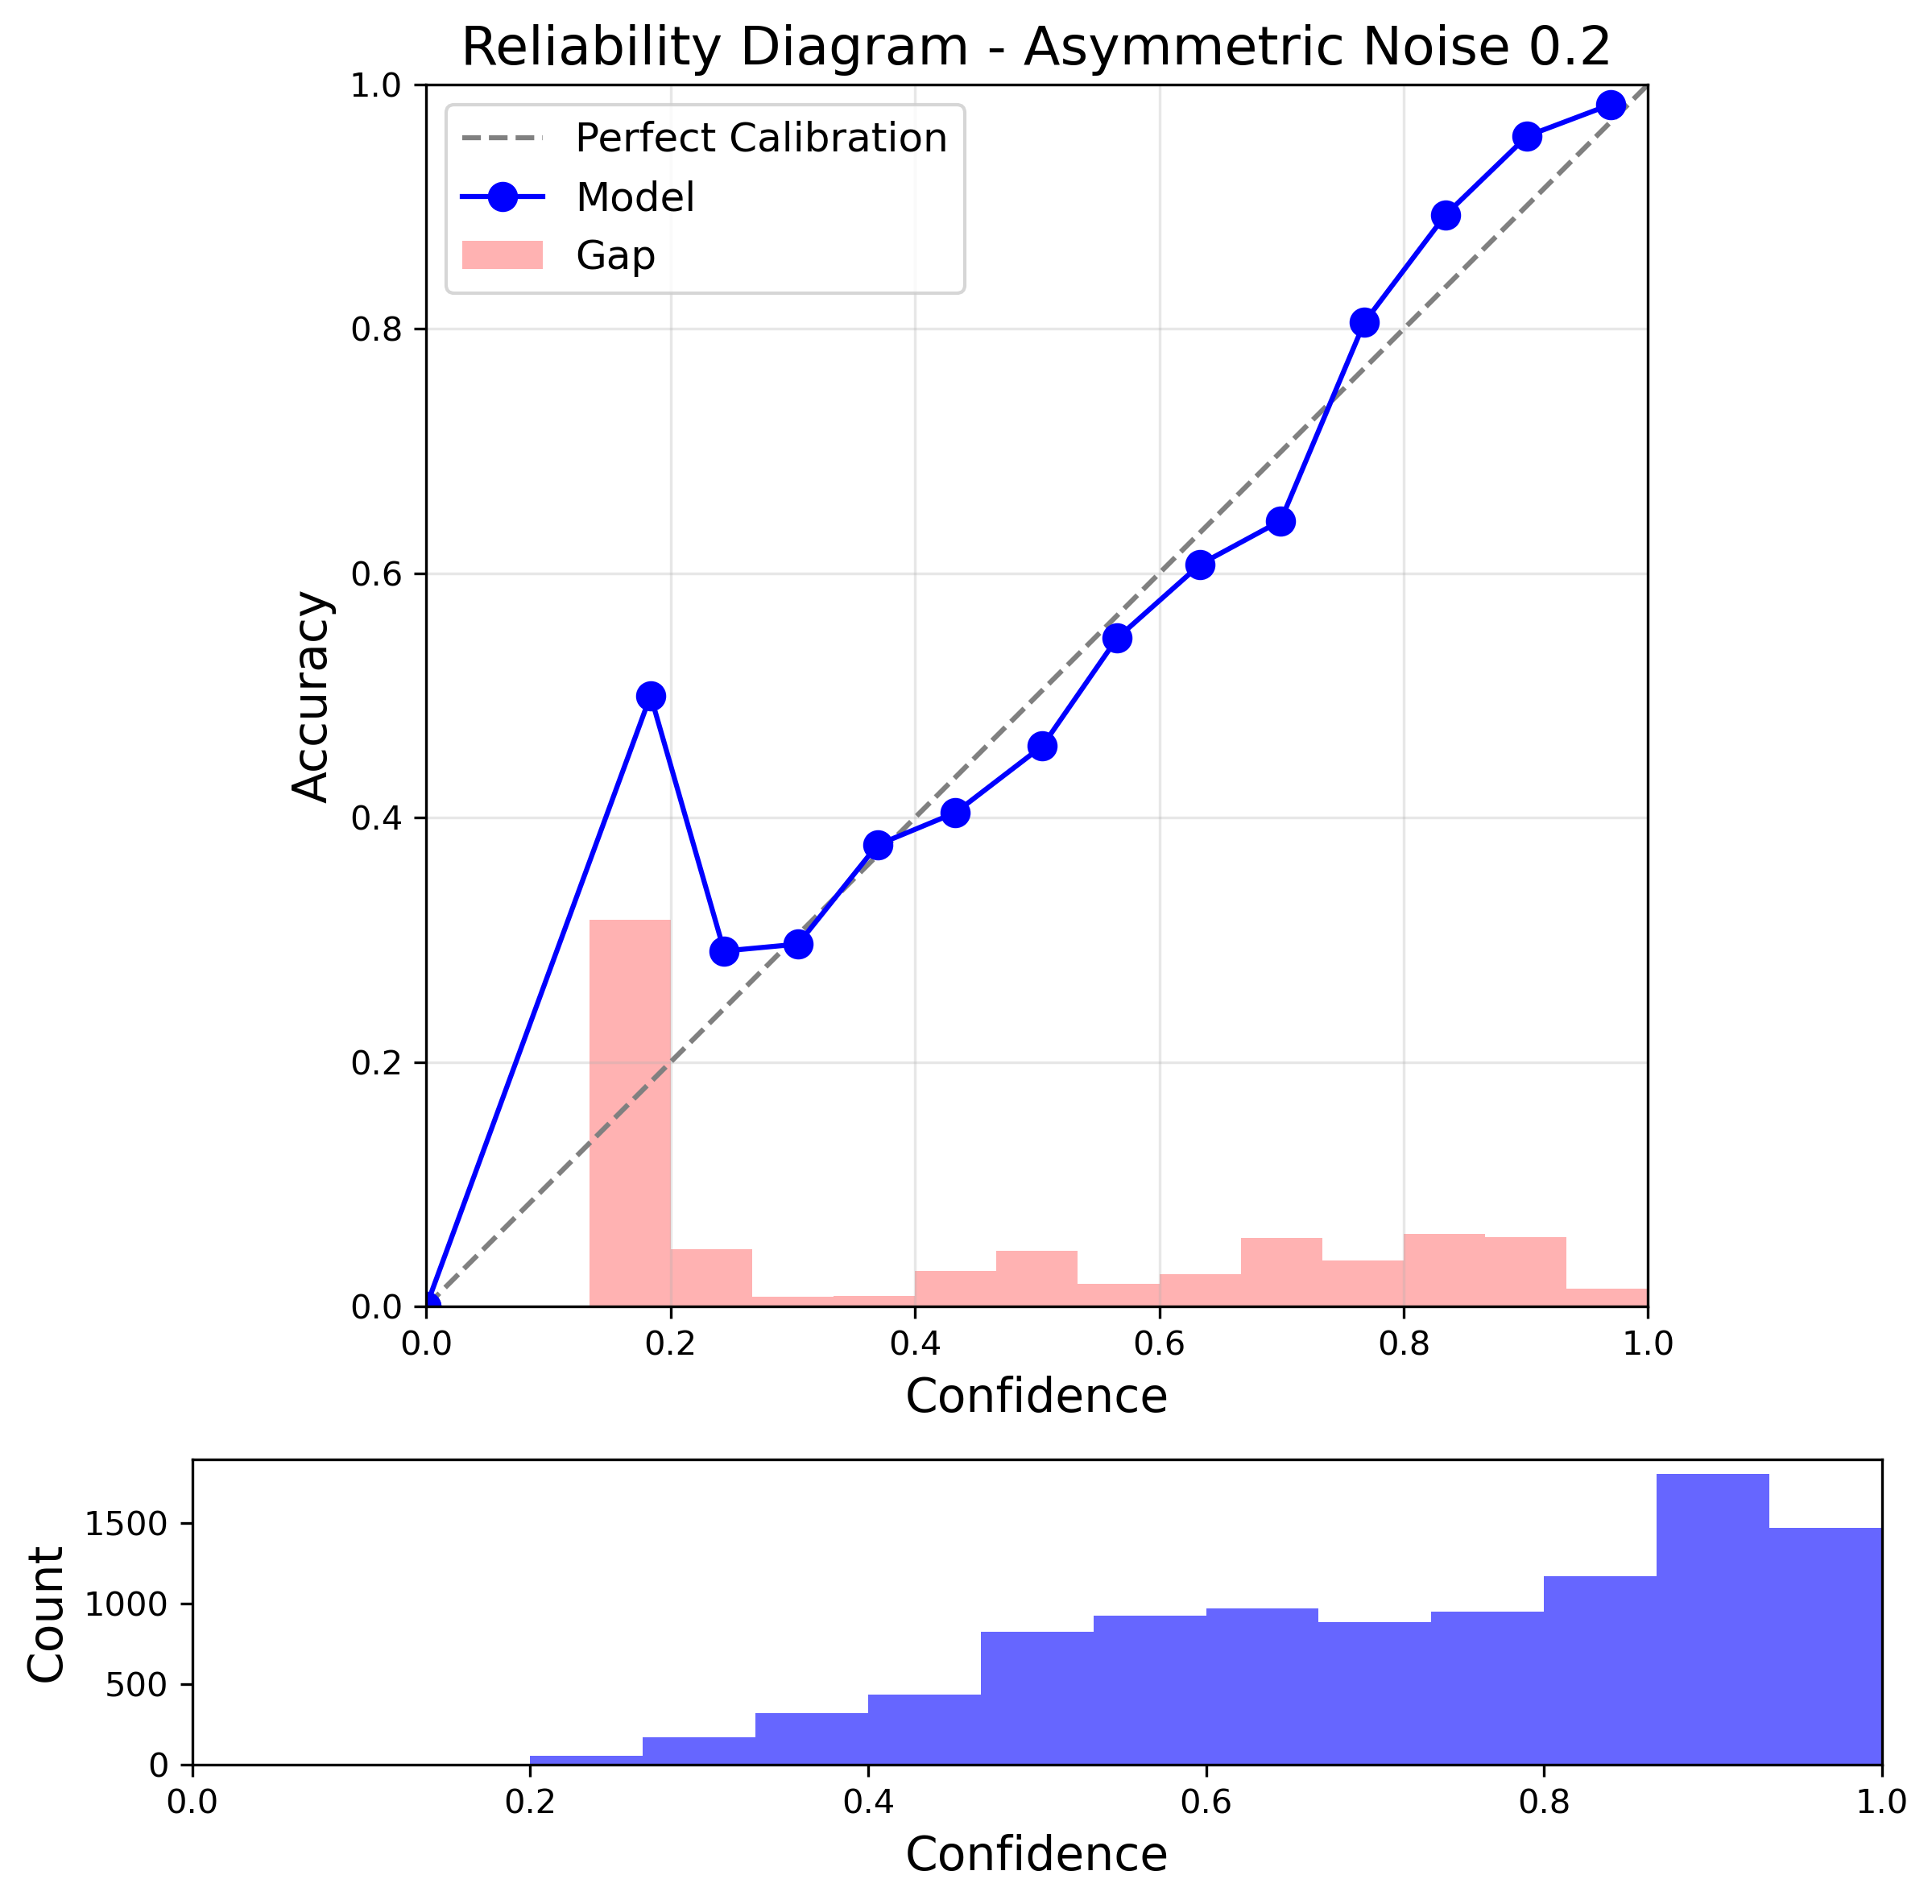 Reliability Diagram - Asymmetric Noise 0.2
1.0
0.8
0.6
0.4
0.2
0.0
Accuracy
Perfect Calibration
Model
Gap
0.0 0.2 0.4 0.6 0.8 1.0
Confidence
1500
1000
500
0
Count
0.0 0.2 0.4 0.6 0.8 1.0
Confidence